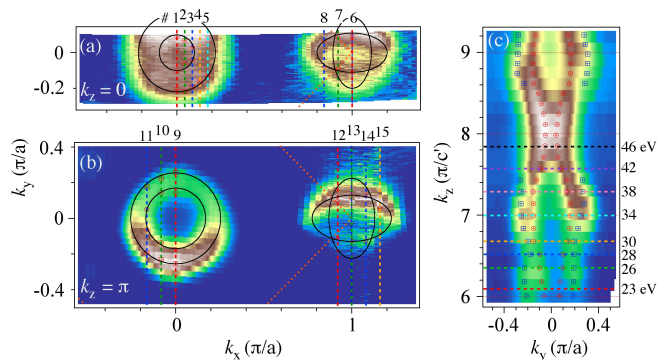 # 1 2 3 4 5
8 7 6
(a)
0
-0.2
k_z = 0
11 10 9
12 13 14 15
0.4
(b)
0
-0.4
k_z = π
k_y (π/a)
0
1
k_x (π/a)
(c)
9
8
7
6
k_z (π/c')
46 eV
42
38
34
30
28
26
23 eV
-0.4
0
0.4
k_y (π/a)